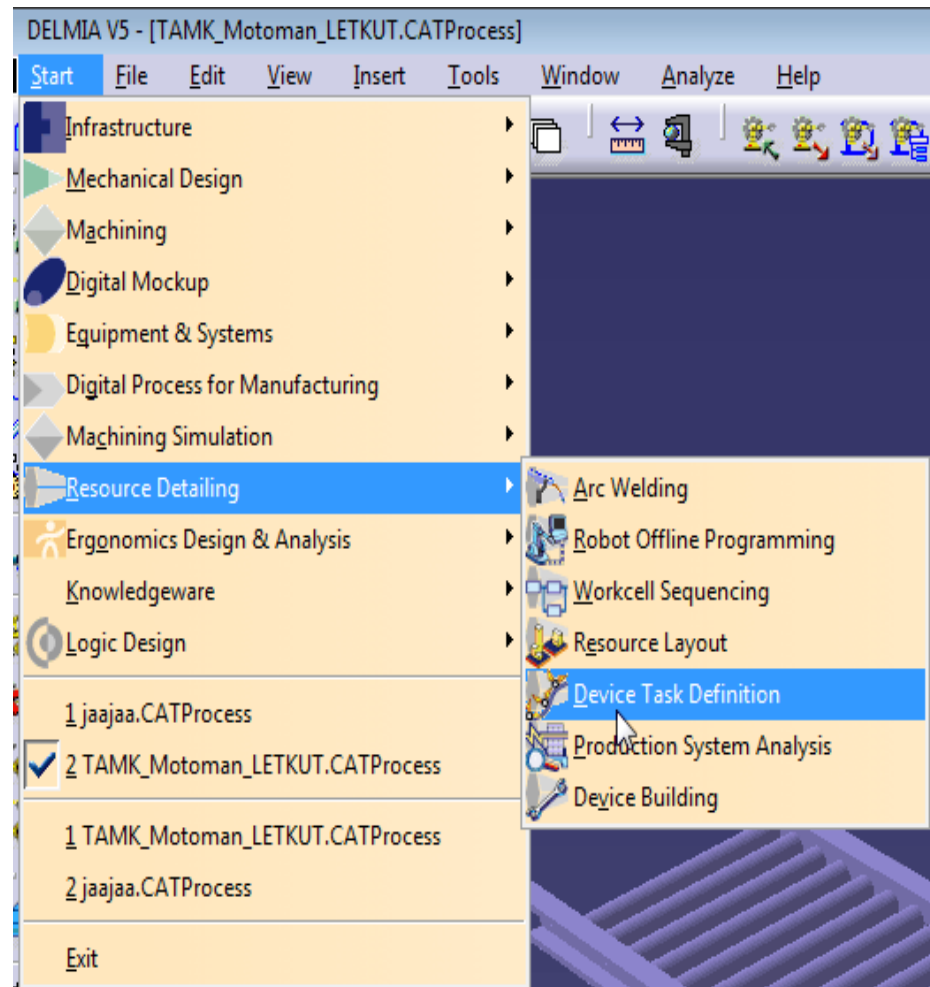 DELMIA V5 - [TAMK_Motoman_LETKUT.CATProcess]
Start File Edit View Insert Tools Window Analyze Help
Infrastructure
Mechanical Design
Machining
Digital Mockup
Equipment & Systems
Digital Process for Manufacturing
Machining Simulation
Resource Detailing
Ergonomics Design & Analysis
Knowledgeware
Logic Design
1 jaajaa.CATProcess
2 TAMK_Motoman_LETKUT.CATProcess
1 TAMK_Motoman_LETKUT.CATProcess
2 jaajaa.CATProcess
Exit
Arc Welding
Robot Offline Programming
Workcell Sequencing
Resource Layout
Device Task Definition
Production System Analysis
Device Building